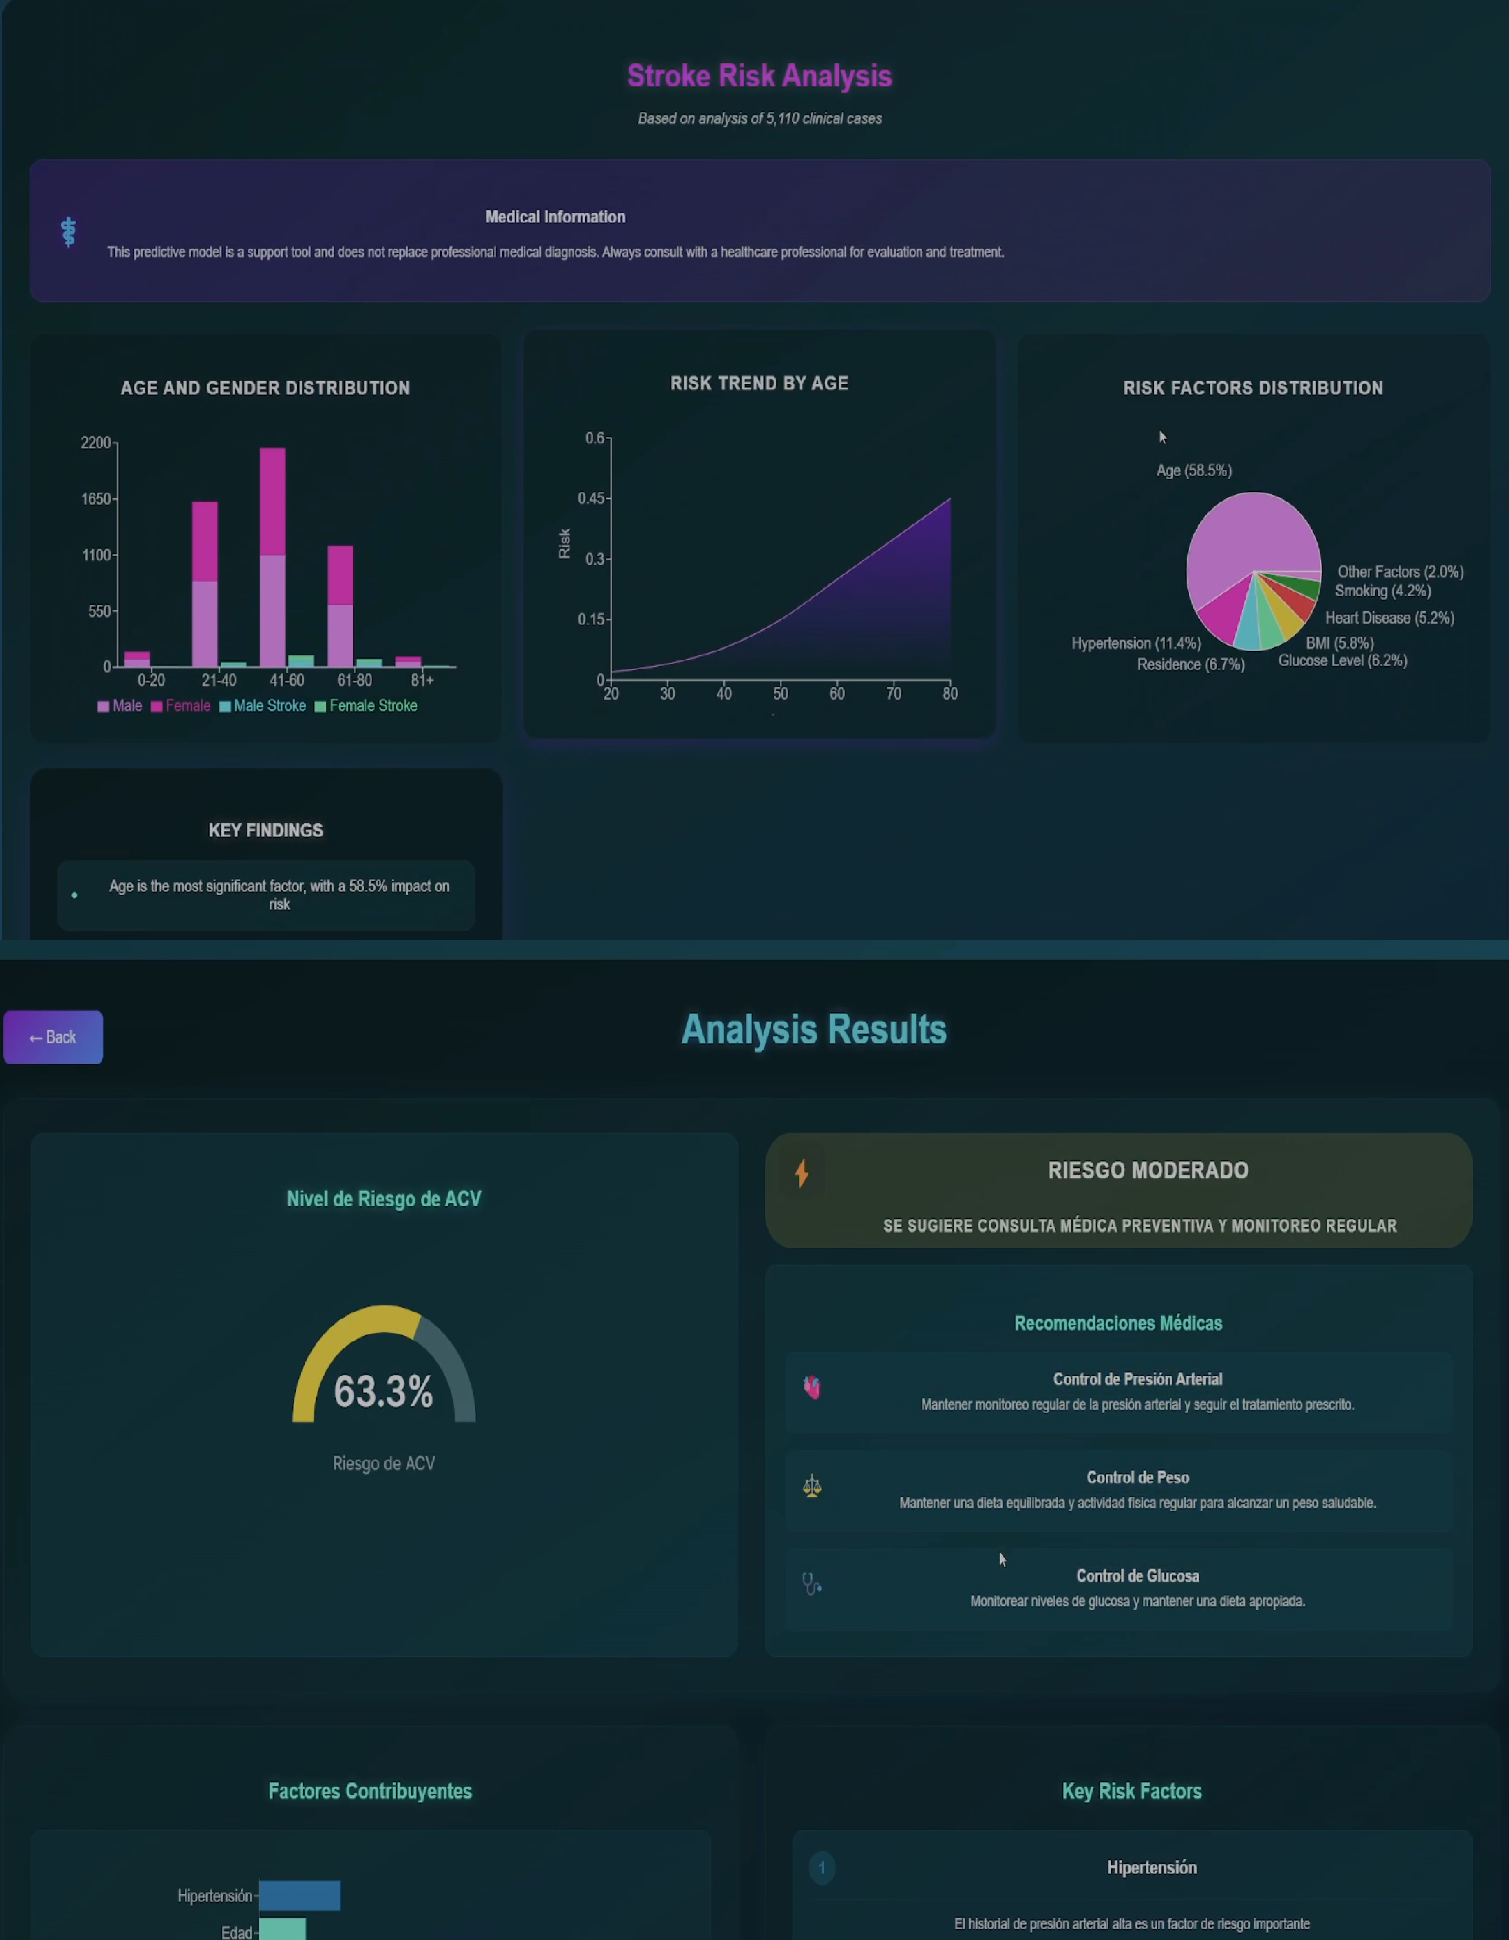 Stroke Risk Analysis
Based on analysis of 5,110 clinical cases
Medical Information
This predictive model is a support tool and does not replace professional medical diagnosis. Always consult with a healthcare professional for evaluation and treatment.
AGE AND GENDER DISTRIBUTION
2200
1650
1100
550
0
0-20
21-40
41-60
61-80
81+
Male
Female
Male Stroke
Female Stroke
RISK TREND BY AGE
0.6
0.45
0.3
0.15
0
Risk
20
30
40
50
60
70
80
RISK FACTORS DISTRIBUTION
Age (58.5%)
Other Factors (2.0%)
Smoking (4.2%)
Heart Disease (5.2%)
BMI (5.8%)
Glucose Level (6.2%)
Hypertension (11.4%)
Residence (6.7%)
KEY FINDINGS
Age is the most significant factor, with a 58.5% impact on
risk
← Back
Analysis Results
Nivel de Riesgo de ACV
63.3%
Riesgo de ACV
RIESGO MODERADO
SE SUGIERE CONSULTA MÉDICA PREVENTIVA Y MONITOREO REGULAR
Recomendaciones Médicas
Control de Presión Arterial
Mantener monitoreo regular de la presión arterial y seguir el tratamiento prescrito.
Control de Peso
Mantener una dieta equilibrada y actividad física regular para alcanzar un peso saludable.
Control de Glucosa
Monitorear niveles de glucosa y mantener una dieta apropiada.
Factores Contribuyentes
Hipertensión
Edad
Key Risk Factors
1
Hipertensión
El historial de presión arterial alta es un factor de riesgo importante